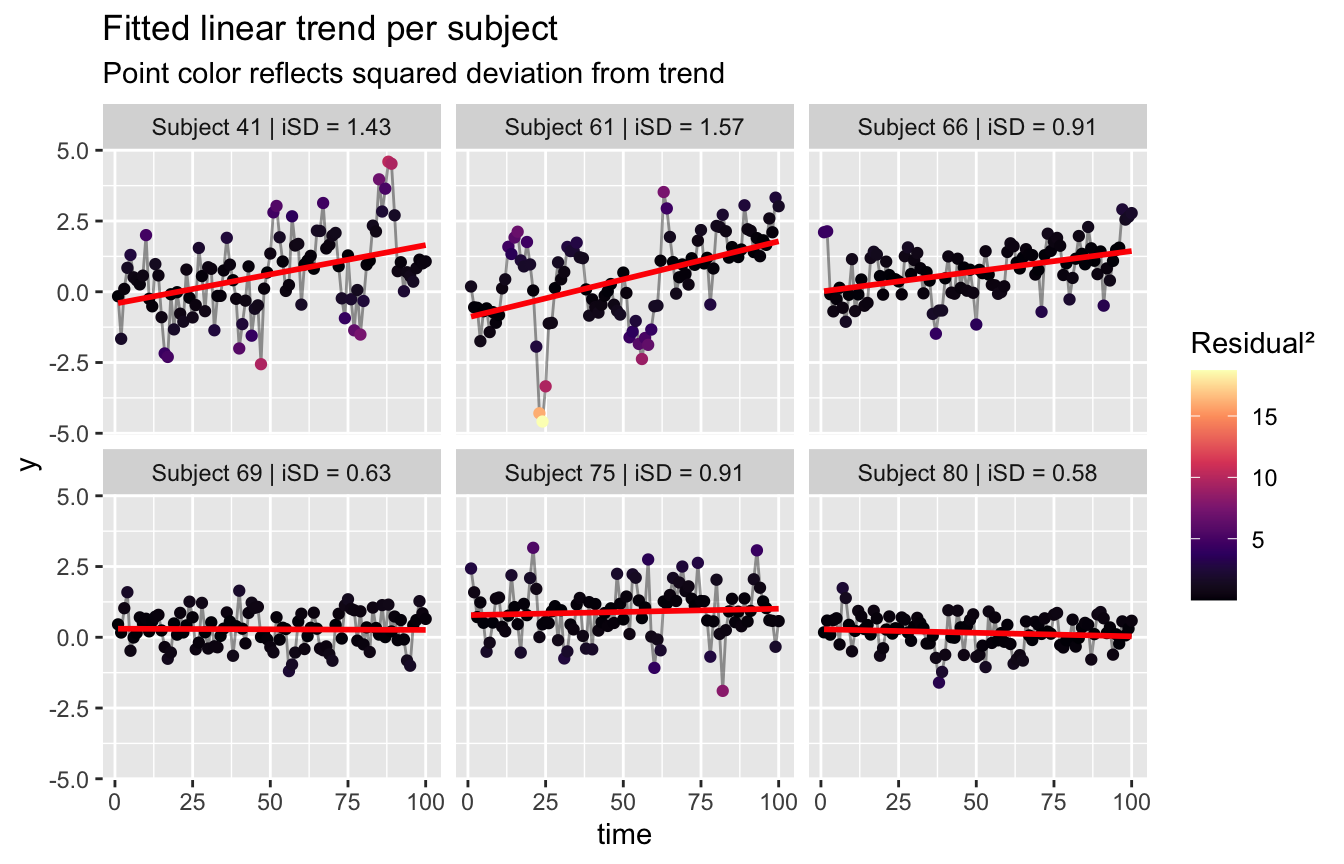 Fitted linear trend per subject
Point color reflects squared deviation from trend
Subject 41 | iSD = 1.43
Subject 61 | iSD = 1.57
Subject 66 | iSD = 0.91
5.0
2.5
0.0
-2.5
-5.0
Subject 69 | iSD = 0.63
Subject 75 | iSD = 0.91
Subject 80 | iSD = 0.58
5.0
2.5
0.0
-2.5
-5.0
0 25 50 75 100
0 25 50 75 100
0 25 50 75 100
time
y
Residual²
15
10
5